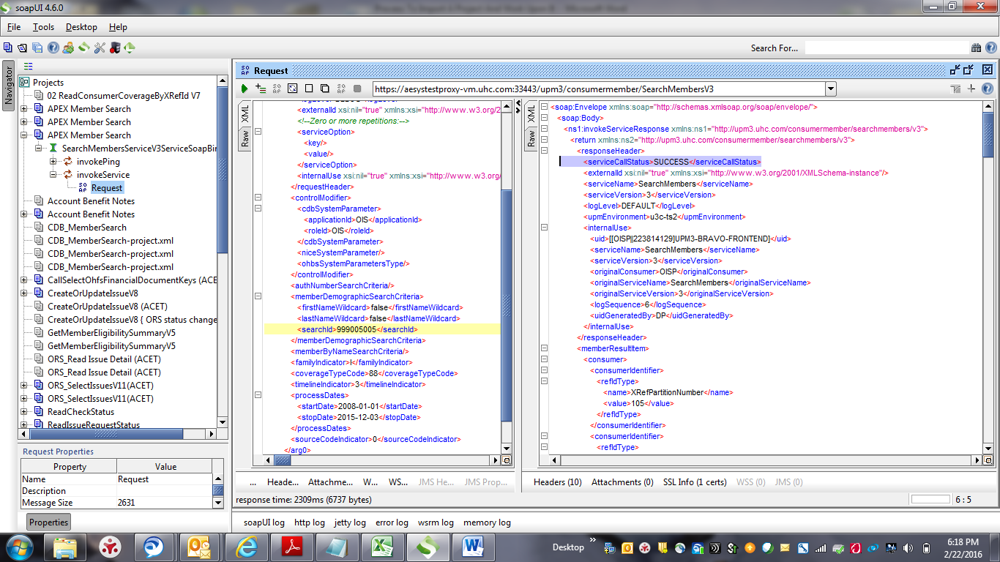 soapUI 4.6.0
File Tools Desktop Help
Search For...
Navigator
Projects
02 ReadConsumerCoverageByXRefId V7
APEX Member Search
APEX Member Search
APEX Member Search
SearchMembersServiceV3ServiceSoapBin
invokePing
invokeService
Request
Account Benefit Notes
Account Benefit Notes
CDB_MemberSearch
CDB_MemberSearch-project.xml
CDB_MemberSearch-project.xml
CDB_MemberSearch-project.xml
CallSelectOhfsFinancialDocumentKeys (ACE
CreateOrUpdateIssueV8
CreateOrUpdateIssueV8 (ACET)
CreateOrUpdateIssueV8 { ORS status change
GetMemberEligibilitySummaryV5
GetMemberEligibilitySummaryV5
ORS_Read Issue Detail (ACET)
ORS_Read Issue Detail (ACET)
ORS_SelectIssuesV11(ACET)
ORS_SelectIssuesV11(ACET)
ReadCheckStatus
ReadIssueRequestStatus
Request Properties
Property Value
Name Request
Description
Message Size 2631
Properties
Request
https://aesystestproxy-vm.uhc.com:33443/upm3/consumermember/SearchMembersV3
XML
Raw
<externalId xsi:nil="true" xmlns:xsi="http://www.w3.org/2
<!--Zero or more repetitions:-->
<serviceOption>
<key/>
<value/>
</serviceOption>
<internalUse xsi:nil="true" xmlns:xsi="http://www.w3.org/
</requestHeader>
<controlModifier>
<cdbSystemParameter>
<applicationId>OIS</applicationId>
<roleId>OIS</roleId>
</cdbSystemParameter>
<niceSystemParameter/>
<ohbsSystemParametersType/>
</controlModifier>
<authNumberSearchCriteria/>
<memberDemographicSearchCriteria>
<firstNameWildcard>false</firstNameWildcard>
<lastNameWildcard>false</lastNameWildcard>
<searchId>999005005</searchId>
</memberDemographicSearchCriteria>
<memberByNameSearchCriteria/>
<familyIndicator>I</familyIndicator>
<coverageTypeCode>88</coverageTypeCode>
<timelineIndicator>3</timelineIndicator>
<processDates>
<startDate>2008-01-01</startDate>
<stopDate>2015-12-03</stopDate>
</processDates>
<sourceCodeIndicator>0</sourceCodeIndicator>
</arg0>
... Heade... Attachme... W... WS... JMS He... JMS Prop...
XML
Raw
<soap:Envelope xmlns:soap="http://schemas.xmlsoap.org/soap/envelope/">
<soap:Body>
<ns1:invokeServiceResponse xmlns:ns1="http://upm3.uhc.com/consumermember/searchmembers/v3">
<return xmlns:ns2="http://upm3.uhc.com/consumermember/searchmembers/v3">
<responseHeader>
<serviceCallStatus>SUCCESS</serviceCallStatus>
<externalId xsi:nil="true" xmlns:xsi="http://www.w3.org/2001/XMLSchema-instance"/>
<serviceName>SearchMembers</serviceName>
<serviceVersion>3</serviceVersion>
<logLevel>DEFAULT</logLevel>
<upmEnvironment>u3c-ts2</upmEnvironment>
<internalUse>
<uid>[[OISP||223814129]UPM3-BRAVO-FRONTEND]</uid>
<serviceName>SearchMembers</serviceName>
<serviceVersion>3</serviceVersion>
<originalConsumer>OISP</originalConsumer>
<originalServiceName>SearchMembers</originalServiceName>
<originalServiceVersion>3</originalServiceVersion>
<logSequence>6</logSequence>
<uidGeneratedBy>DP</uidGeneratedBy>
</internalUse>
</responseHeader>
<memberResultItem>
<consumer>
<consumerIdentifier>
<refIdType>
<name>XRefPartitionNumber</name>
<value>105</value>
</refIdType>
</consumerIdentifier>
<consumerIdentifier>
<refIdType>
Headers (10) Attachments (0) SSL Info (1 certs) WSS (0) JMS (0)
response time: 2309ms (6737 bytes)
6 : 5
soapUI log http log jetty log error log wsrm log memory log
Desktop
6:18 PM
2/22/2016